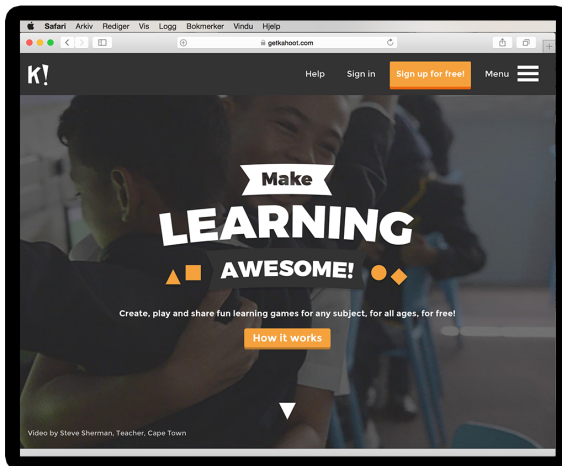 Safari Arkiv Rediger Vis Logg Bokmerker Vindu Hjelp
getkahoot.com
K! Help Sign in Sign up for free! Menu
Make
LEARNING
AWESOME!
Create, play and share fun learning games for any subject, for all ages, for free!
How it works
Video by Steve Sherman, Teacher, Cape Town